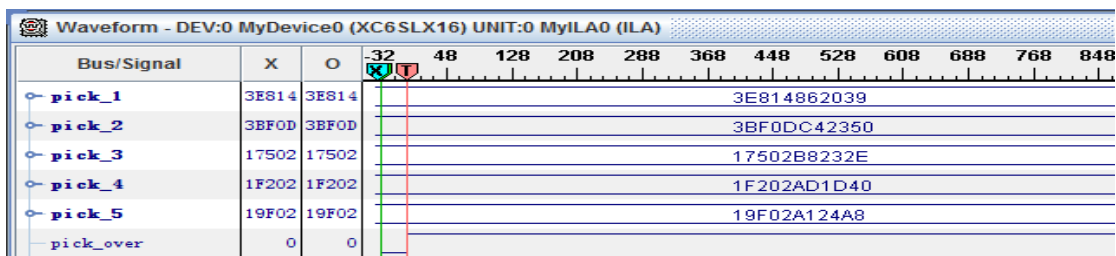 Waveform - DEV:0 MyDevice0 (XC6SLX16) UNIT:0 MyILA0 (ILA)
Bus/Signal X O -32 48 128 208 288 368 448 528 608 688 768 848
X T
pick_1 3E814 3E814 3E814862039
pick_2 3BF0D 3BF0D 3BF0DC42350
pick_3 17502 17502 17502B8232E
pick_4 1F202 1F202 1F202AD1D40
pick_5 19F02 19F02 19F02A124A8
pick_over 0 0